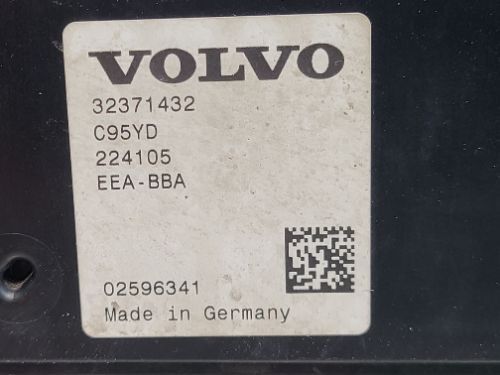 VOLVO
32371432
C95YD
224105
EEA-BBA
02596341
Made in Germany